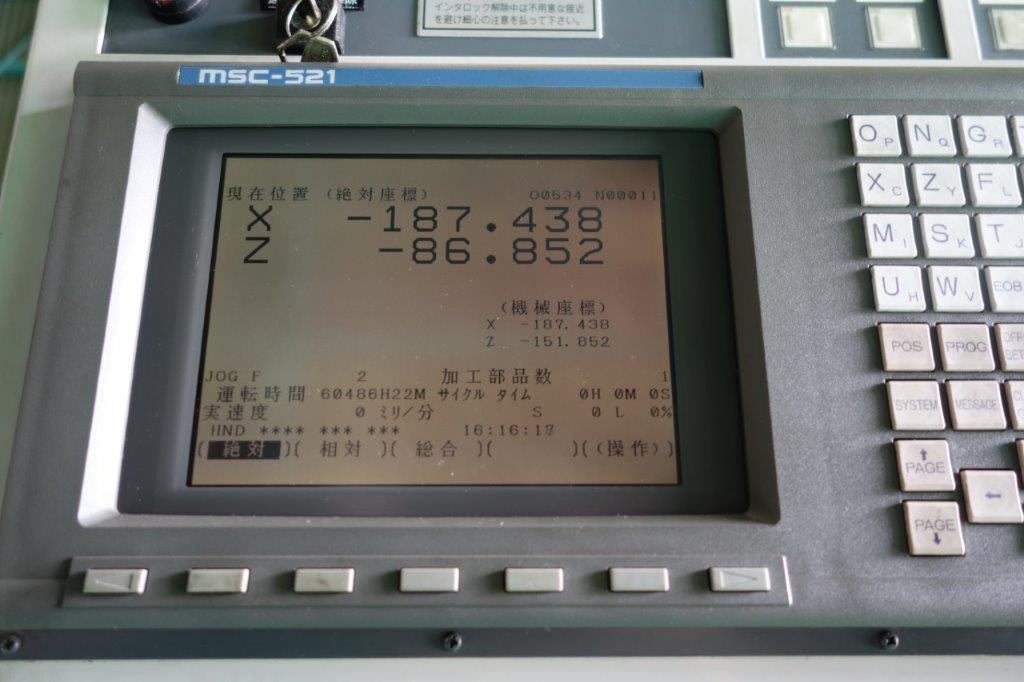 インタロック解除中は不用意な接近
を避け細心の注意を払って下さい。
MSC-521
現在位置 (絶対座標) O0534 N00011
X -187.438
Z -86.852
(機械座標)
X -187.438
Z -151.852
JOG F 2 加工部品数 1
運転時間 60486H22M サイクル タイム 0H 0M 0S
実速度 0 ミリ/分 S 0 L 0%
HND **** *** *** 16:16:17
[ 絶対 ][ 相対 ][ 総合 ][ ][(操作)]
O P N Q G R
X C Z Y F L
M I S K T J
U H W V EOB
POS PROG
SYSTEM MESSAGE
↑
PAGE
←
PAGE
↓